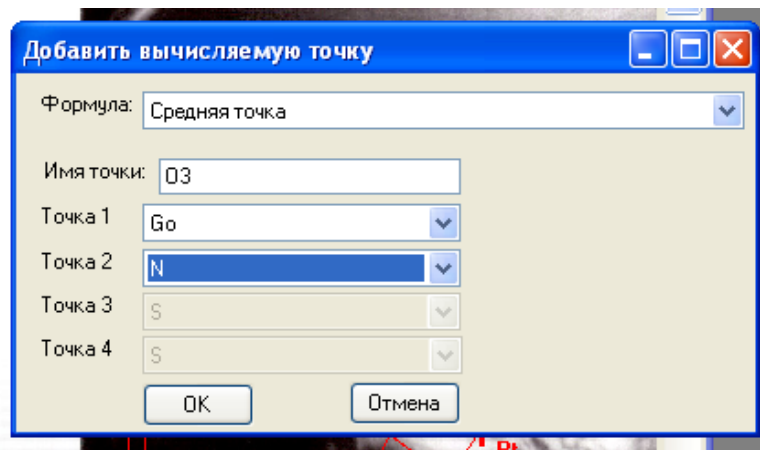 Добавить вычисляемую точку
Формула: Средняя точка
Имя точки: O3
Точка 1 Go
Точка 2 N
Точка 3 S
Точка 4 S
OK Отмена